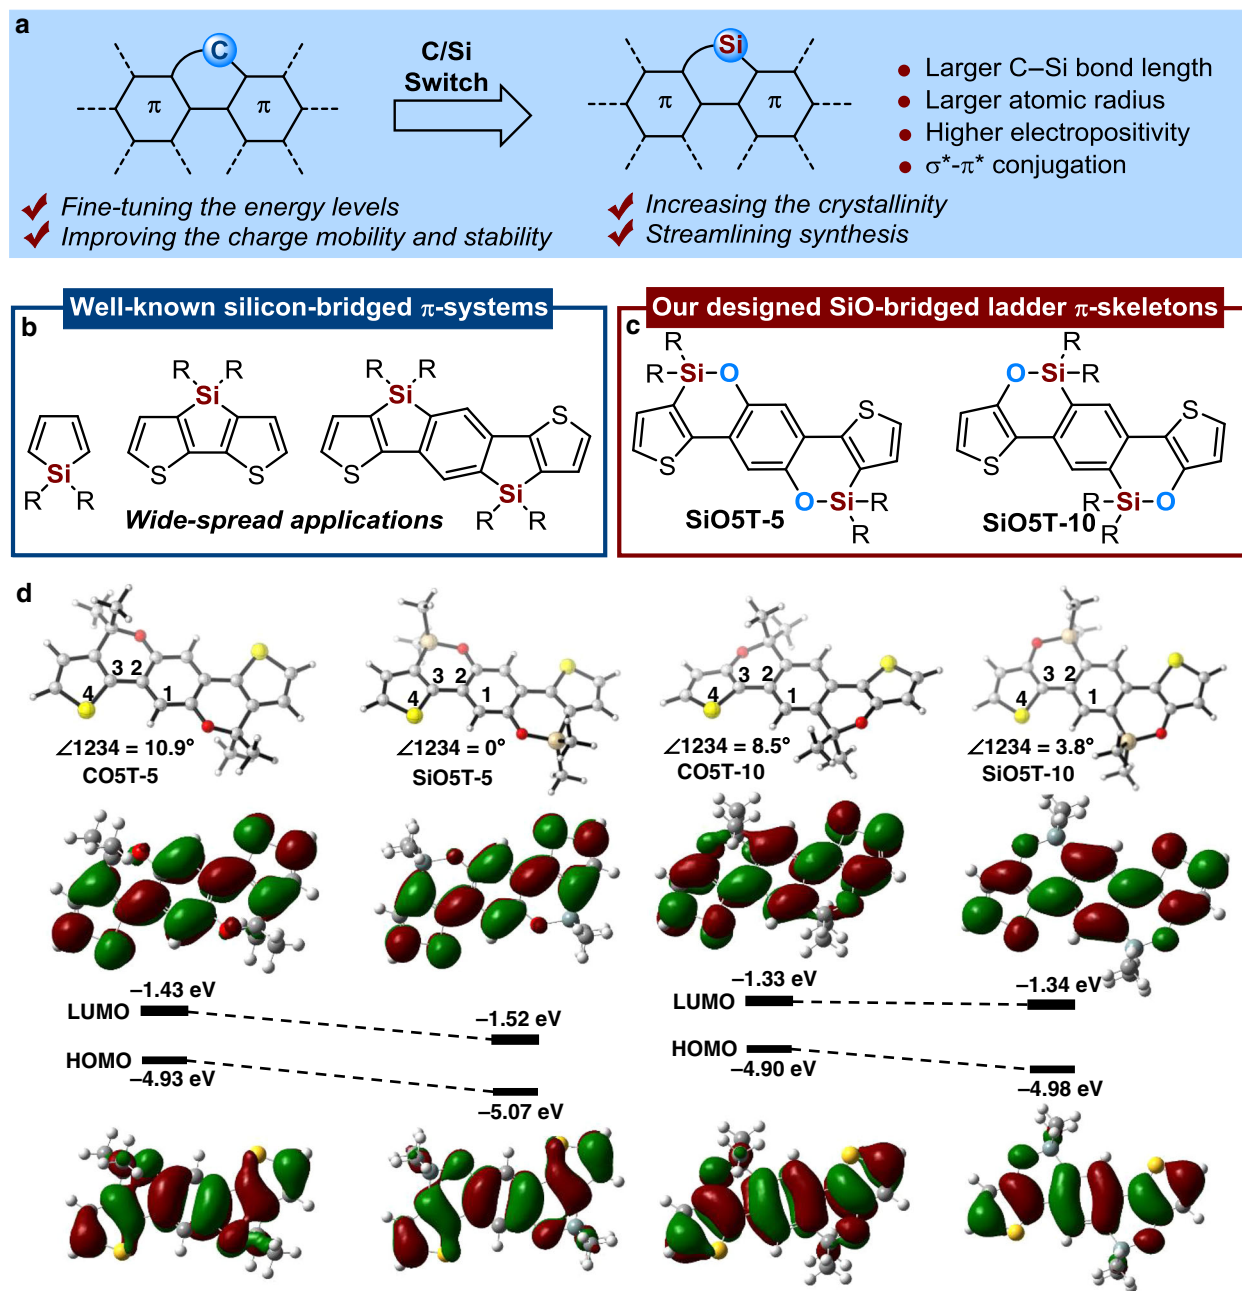 a
C
π
π
C/Si
Switch
Si
π
π
Larger C–Si bond length
Larger atomic radius
Higher electropositivity
σ*-π* conjugation
Fine-tuning the energy levels
Improving the charge mobility and stability
Increasing the crystallinity
Streamlining synthesis
Well-known silicon-bridged π-systems
b
Si
R
R
R R
Si
S
S
R R
Si
S
S
Si
R R
Wide-spread applications
Our designed SiO-bridged ladder π-skeletons
c
R
R
Si
O
S
S
O
Si
R
R
SiO5T-5
R
O
Si
R
S
S
R
Si
O
R
SiO5T-10
d
3 2
4 1
∠1234 = 10.9°
CO5T-5
3 2
4 1
∠1234 = 0°
SiO5T-5
3 2
4 1
∠1234 = 8.5°
CO5T-10
3 2
4 1
∠1234 = 3.8°
SiO5T-10
–1.43 eV
LUMO
–1.52 eV
HOMO
–4.93 eV
–5.07 eV
–1.33 eV
–1.34 eV
LUMO
HOMO
–4.90 eV
–4.98 eV